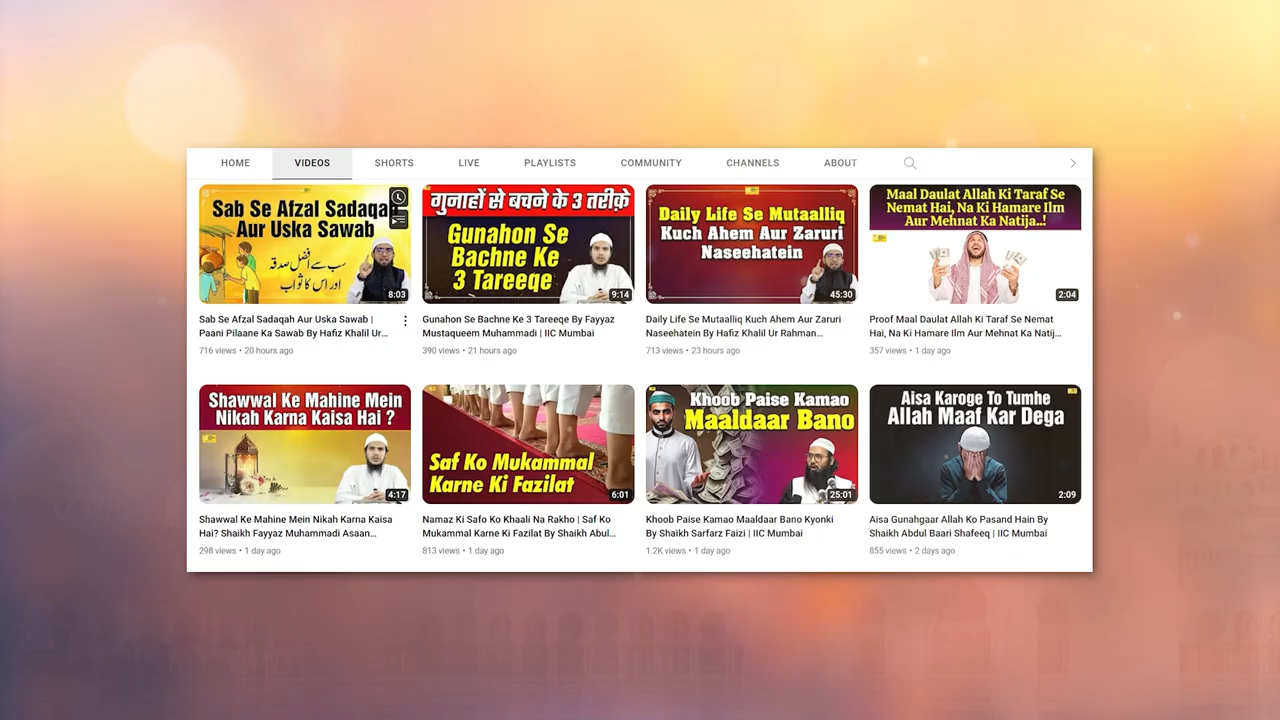 HOME VIDEOS SHORTS LIVE PLAYLISTS COMMUNITY CHANNELS ABOUT
Sab Se Afzal Sadaqah
Aur Uska Sawab
سب سے افضل صدقہ
اور اس کا ثواب
8:03
गुनाहों से बचने के 3 तरीक़े
Gunahon Se
Bachne Ke
3 Tareeqe
9:14
Daily Life Se Mutaalliq
Kuch Ahem Aur Zaruri
Naseehatein
45:30
Maal Daulat Allah Ki Taraf Se
Nemat Hai, Na Ki Hamare Ilm
Aur Mehnat Ka Natija..!
2:04
Sab Se Afzal Sadaqah Aur Uska Sawab |
Paani Pilaane Ka Sawab By Hafiz Khalil Ur...
716 views • 20 hours ago
Gunahon Se Bachne Ke 3 Tareeqe By Fayyaz
Mustaqueem Muhammadi | IIC Mumbai
390 views • 21 hours ago
Daily Life Se Mutaalliq Kuch Ahem Aur Zaruri
Naseehatein By Hafiz Khalil Ur Rahman...
713 views • 23 hours ago
Proof Maal Daulat Allah Ki Taraf Se Nemat
Hai, Na Ki Hamare Ilm Aur Mehnat Ka Natij...
357 views • 1 day ago
Shawwal Ke Mahine Mein
Nikah Karna Kaisa Hai ?
4:17
Saf Ko Mukammal
Karne Ki Fazilat
6:01
Khoob Paise Kamao
Maaldaar Bano
25:01
Aisa Karoge To Tumhe
Allah Maaf Kar Dega
2:09
Shawwal Ke Mahine Mein Nikah Karna Kaisa
Hai? Shaikh Fayyaz Muhammadi Asaan...
298 views • 1 day ago
Namaz Ki Safo Ko Khaali Na Rakho | Saf Ko
Mukammal Karne Ki Fazilat By Shaikh Abul...
813 views • 1 day ago
Khoob Paise Kamao Maaldaar Bano Kyonki
By Shaikh Sarfarz Faizi | IIC Mumbai
1.2K views • 1 day ago
Aisa Gunahgaar Allah Ko Pasand Hain By
Shaikh Abdul Baari Shafeeq | IIC Mumbai
855 views • 2 days ago